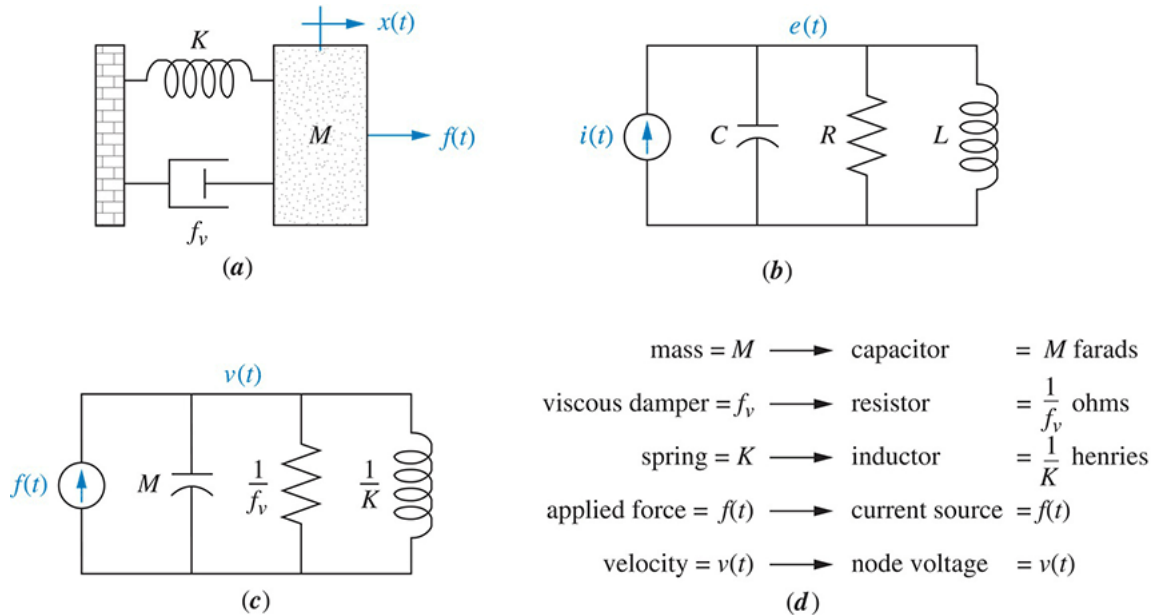 x(t)
K
M
f(t)
f_v
(a)
e(t)
i(t)
C
R
L
(b)
v(t)
f(t)
M
1/f_v
1/K
(c)
mass = M → capacitor = M farads
viscous damper = f_v → resistor = 1/f_v ohms
spring = K → inductor = 1/K henries
applied force = f(t) → current source = f(t)
velocity = v(t) → node voltage = v(t)
(d)